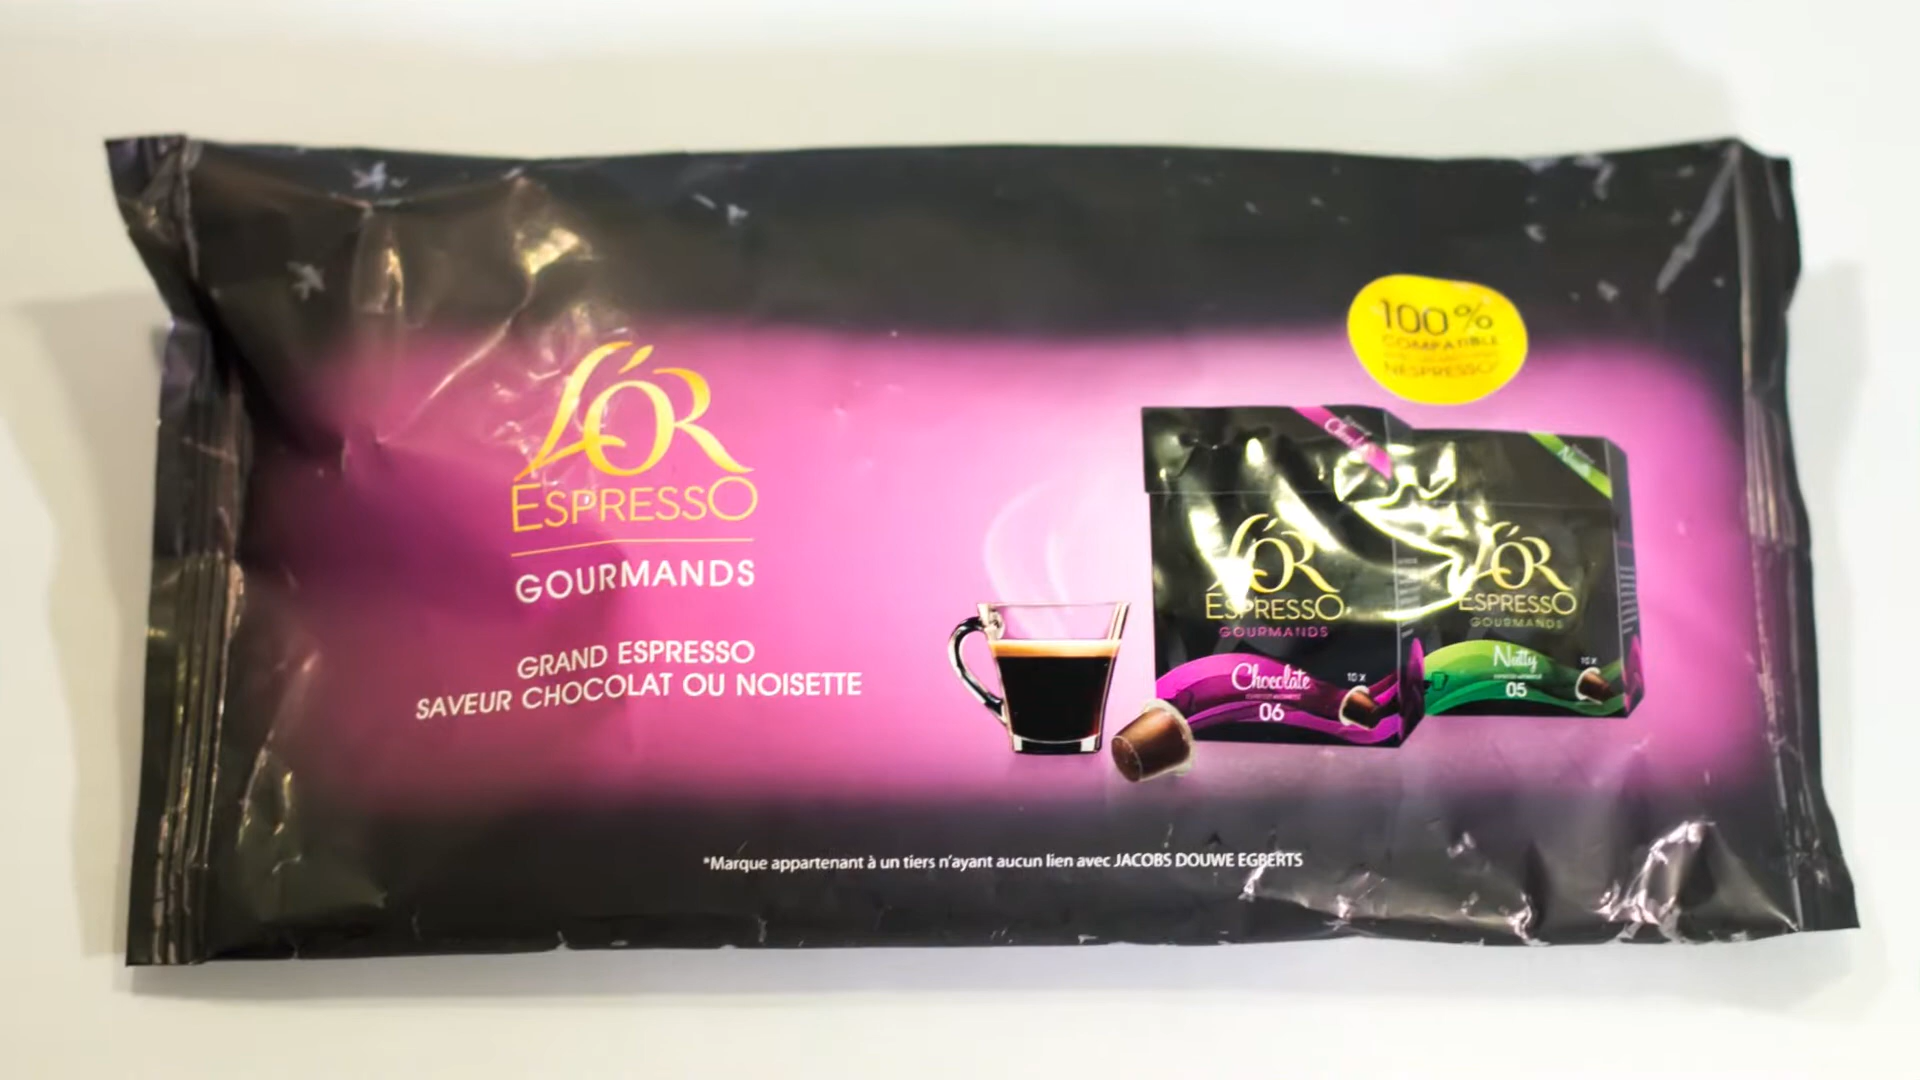 L'OR
ESPRESSO
GOURMANDS
GRAND ESPRESSO
SAVEUR CHOCOLAT OU NOISETTE
100%
COMPATIBLE
NESPRESSO*
L'OR
ESPRESSO
GOURMANDS
Chocolate
10 X
06
L'OR
ESPRESSO
GOURMANDS
Nutty
10 X
05
*Marque appartenant à un tiers n'ayant aucun lien avec JACOBS DOUWE EGBERTS